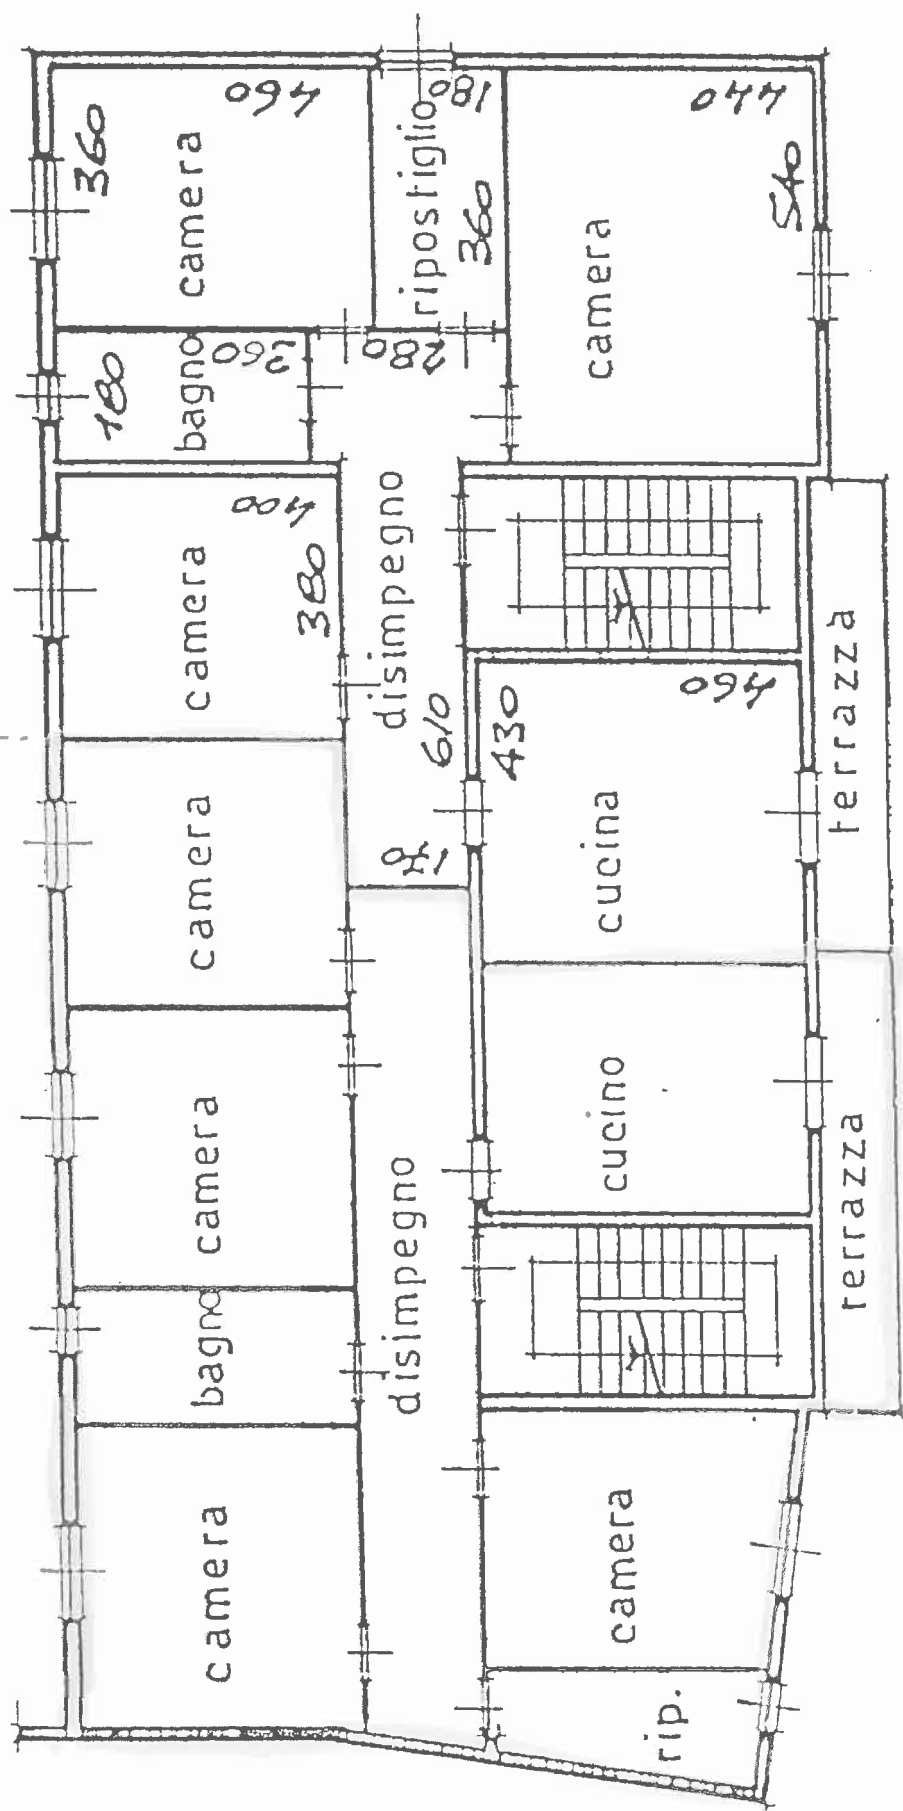 460
180
440
360
camera
ripostiglio
360
540
camera
180
bagno
360
280
400
camera
380
disimpegno
610
430
460
terrazza
camera
170
cucina
camera
cucino
bagno
disimpegno
terrazza
camera
camera
rip.